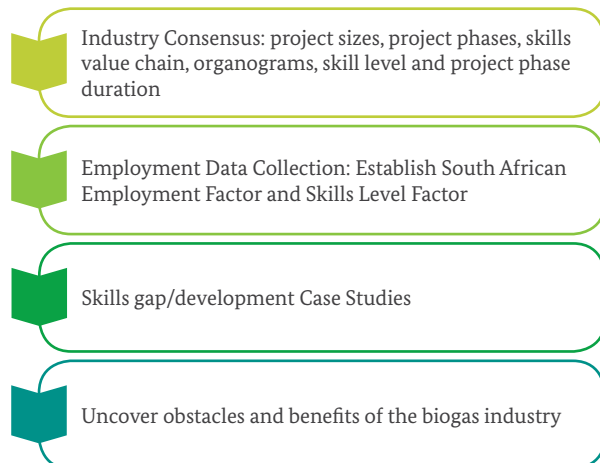 Industry Consensus: project sizes, project phases, skills
value chain, organograms, skill level and project phase
duration
Employment Data Collection: Establish South African
Employment Factor and Skills Level Factor
Skills gap/development Case Studies
Uncover obstacles and benefits of the biogas industry